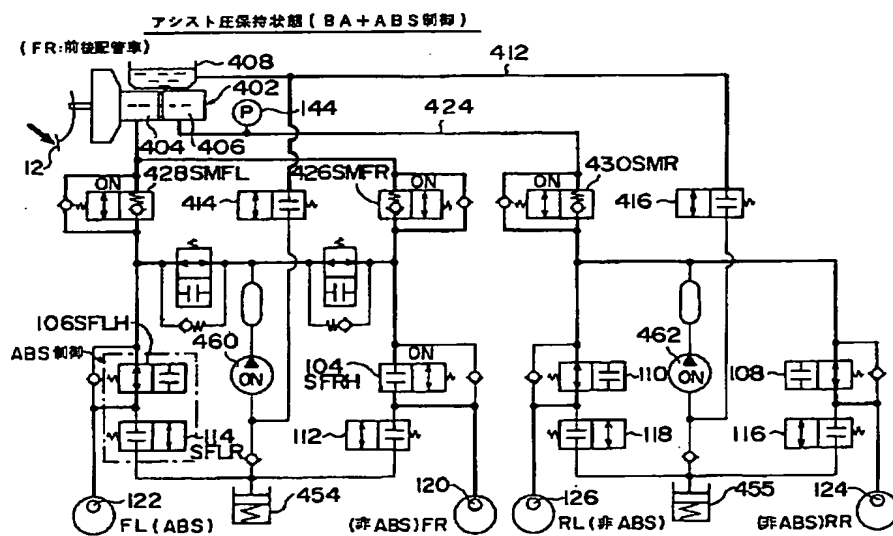 アシスト圧保持状態(BA+ABS制御)
(FR:前後配管車)
408
402
144
412
424
404
406
12
ON
428SMFL
414
426SMFR
ON
430SMR
ON
416
106SFLH
ABS制御
460
ON
104
SFRH
ON
110
462
ON
108
114
SFLR
112
118
116
122
FL(ABS)
454
120
(非ABS)FR
126
RL(非ABS)
455
124
(非ABS)RR
P